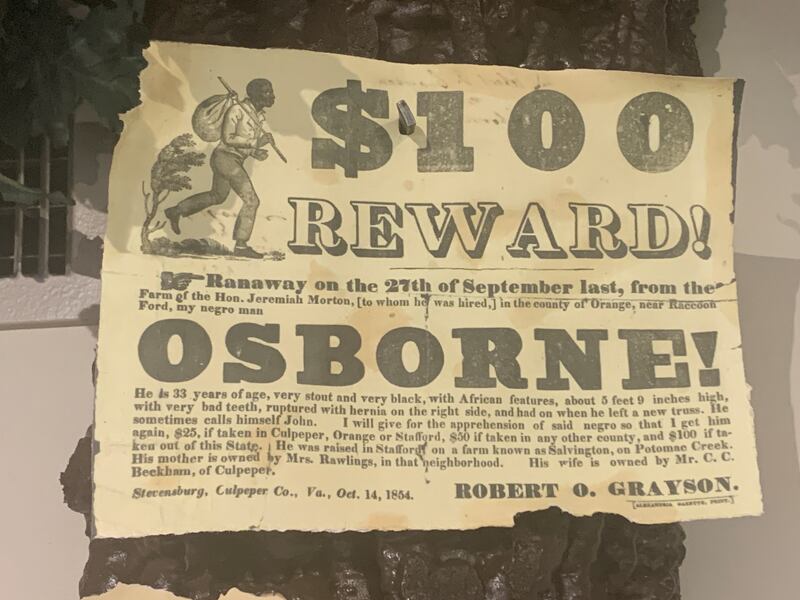 $100
REWARD!
Ranaway on the 27th of September last, from the
Farm of the Hon. Jeremiah Morton, [to whom he was hired,] in the county of Orange, near Raccoon
Ford, my negro man
OSBORNE!
He is 33 years of age, very stout and very black, with African features, about 5 feet 9 inches high,
with very bad teeth, ruptured with hernia on the right side, and had on when he left a new truss. He
sometimes calls himself John. I will give for the apprehension of said negro so that I get him
again, $25, if taken in Culpeper, Orange or Stafford, $50 if taken in any other county, and $100 if ta-
ken out of this State. He was raised in Stafford on a farm known as Salvington, on Potomac Creek.
His mother is owned by Mrs. Rawlings, in that neighborhood. His wife is owned by Mr. C. C.
Beckham, of Culpeper.
Stevensburg, Culpeper Co., Va., Oct. 14, 1854.
ROBERT O. GRAYSON.
[ALEXANDRIA GAZETTE, PRINT.]